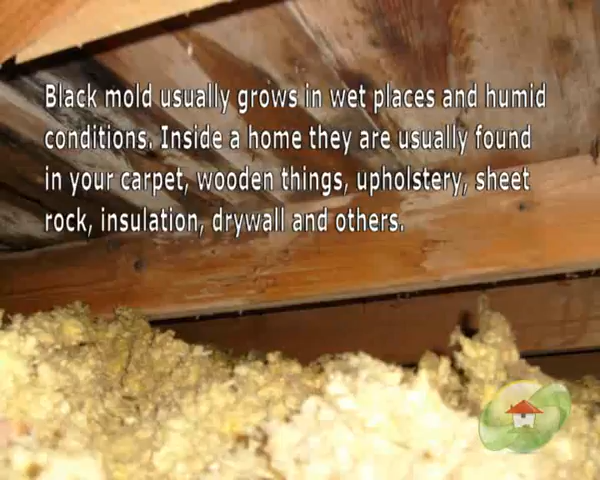 Black mold usually grows in wet places and humid
conditions. Inside a home they are usually found
in your carpet, wooden things, upholstery, sheet
rock, insulation, drywall and others.